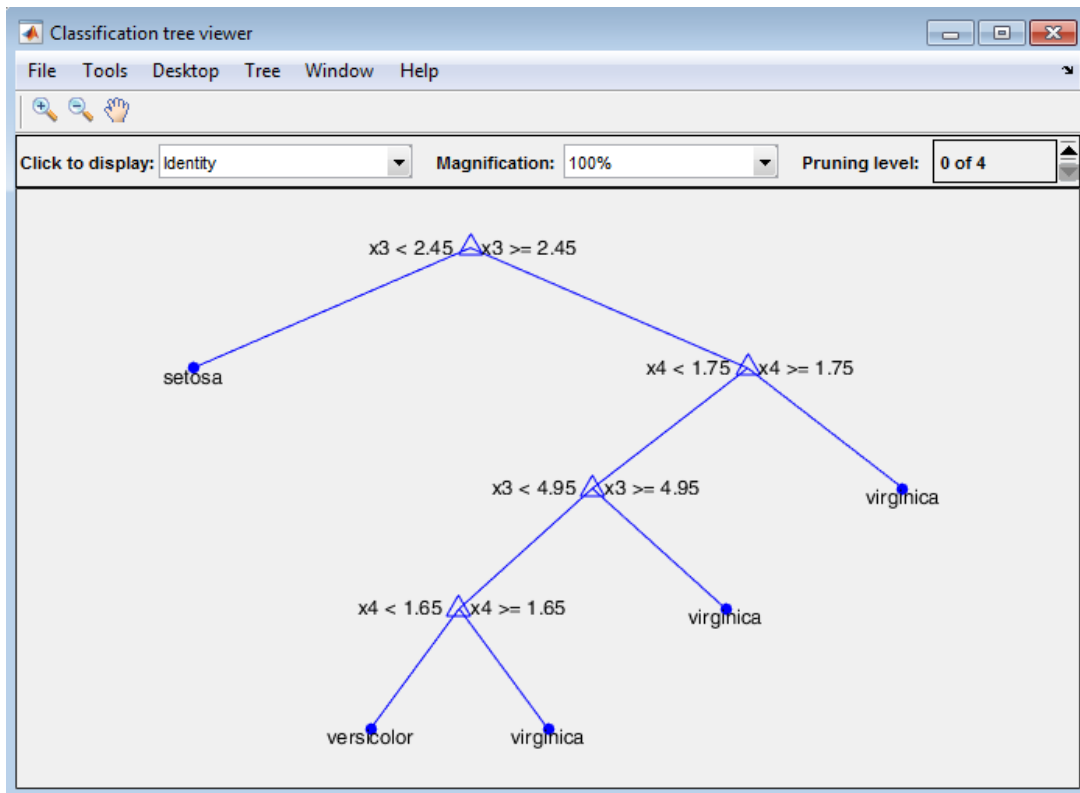 Classification tree viewer
File Tools Desktop Tree Window Help
Click to display: Identity Magnification: 100% Pruning level: 0 of 4
x3 < 2.45 x3 >= 2.45
setosa
x4 < 1.75 x4 >= 1.75
x3 < 4.95 x3 >= 4.95
virginica
x4 < 1.65 x4 >= 1.65
virginica
versicolor virginica